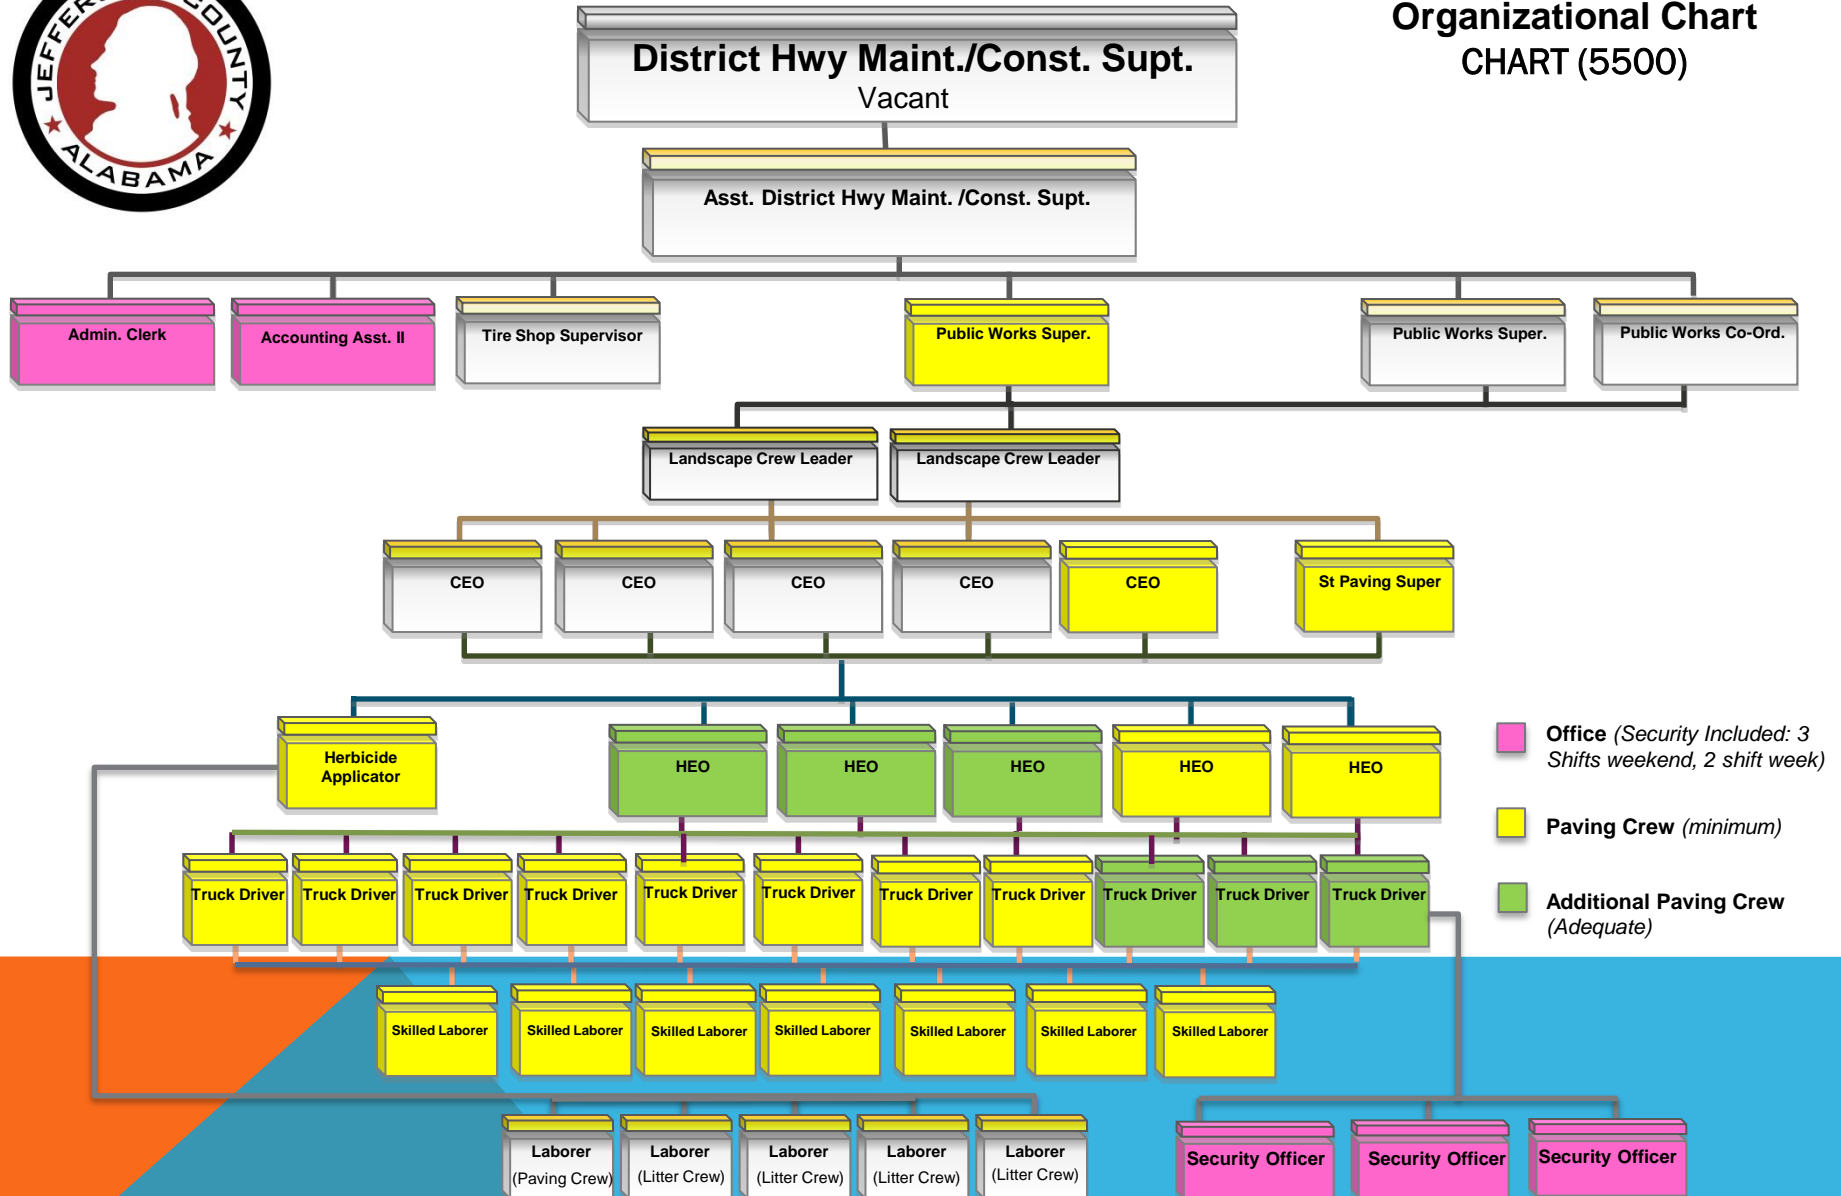 JEFFERSON COUNTY
ALABAMA
Organizational Chart
CHART (5500)
District Hwy Maint./Const. Supt.
Vacant
Asst. District Hwy Maint. /Const. Supt.
Admin. Clerk
Accounting Asst. II
Tire Shop Supervisor
Public Works Super.
Public Works Super.
Public Works Co-Ord.
Landscape Crew Leader
Landscape Crew Leader
CEO
CEO
CEO
CEO
CEO
St Paving Super
Herbicide
Applicator
HEO
HEO
HEO
HEO
HEO
Office (Security Included: 3
Shifts weekend, 2 shift week)
Paving Crew (minimum)
Additional Paving Crew
(Adequate)
Truck Driver
Truck Driver
Truck Driver
Truck Driver
Truck Driver
Truck Driver
Truck Driver
Truck Driver
Truck Driver
Truck Driver
Truck Driver
Skilled Laborer
Skilled Laborer
Skilled Laborer
Skilled Laborer
Skilled Laborer
Skilled Laborer
Skilled Laborer
Laborer
(Paving Crew)
Laborer
(Litter Crew)
Laborer
(Litter Crew)
Laborer
(Litter Crew)
Laborer
(Litter Crew)
Security Officer
Security Officer
Security Officer